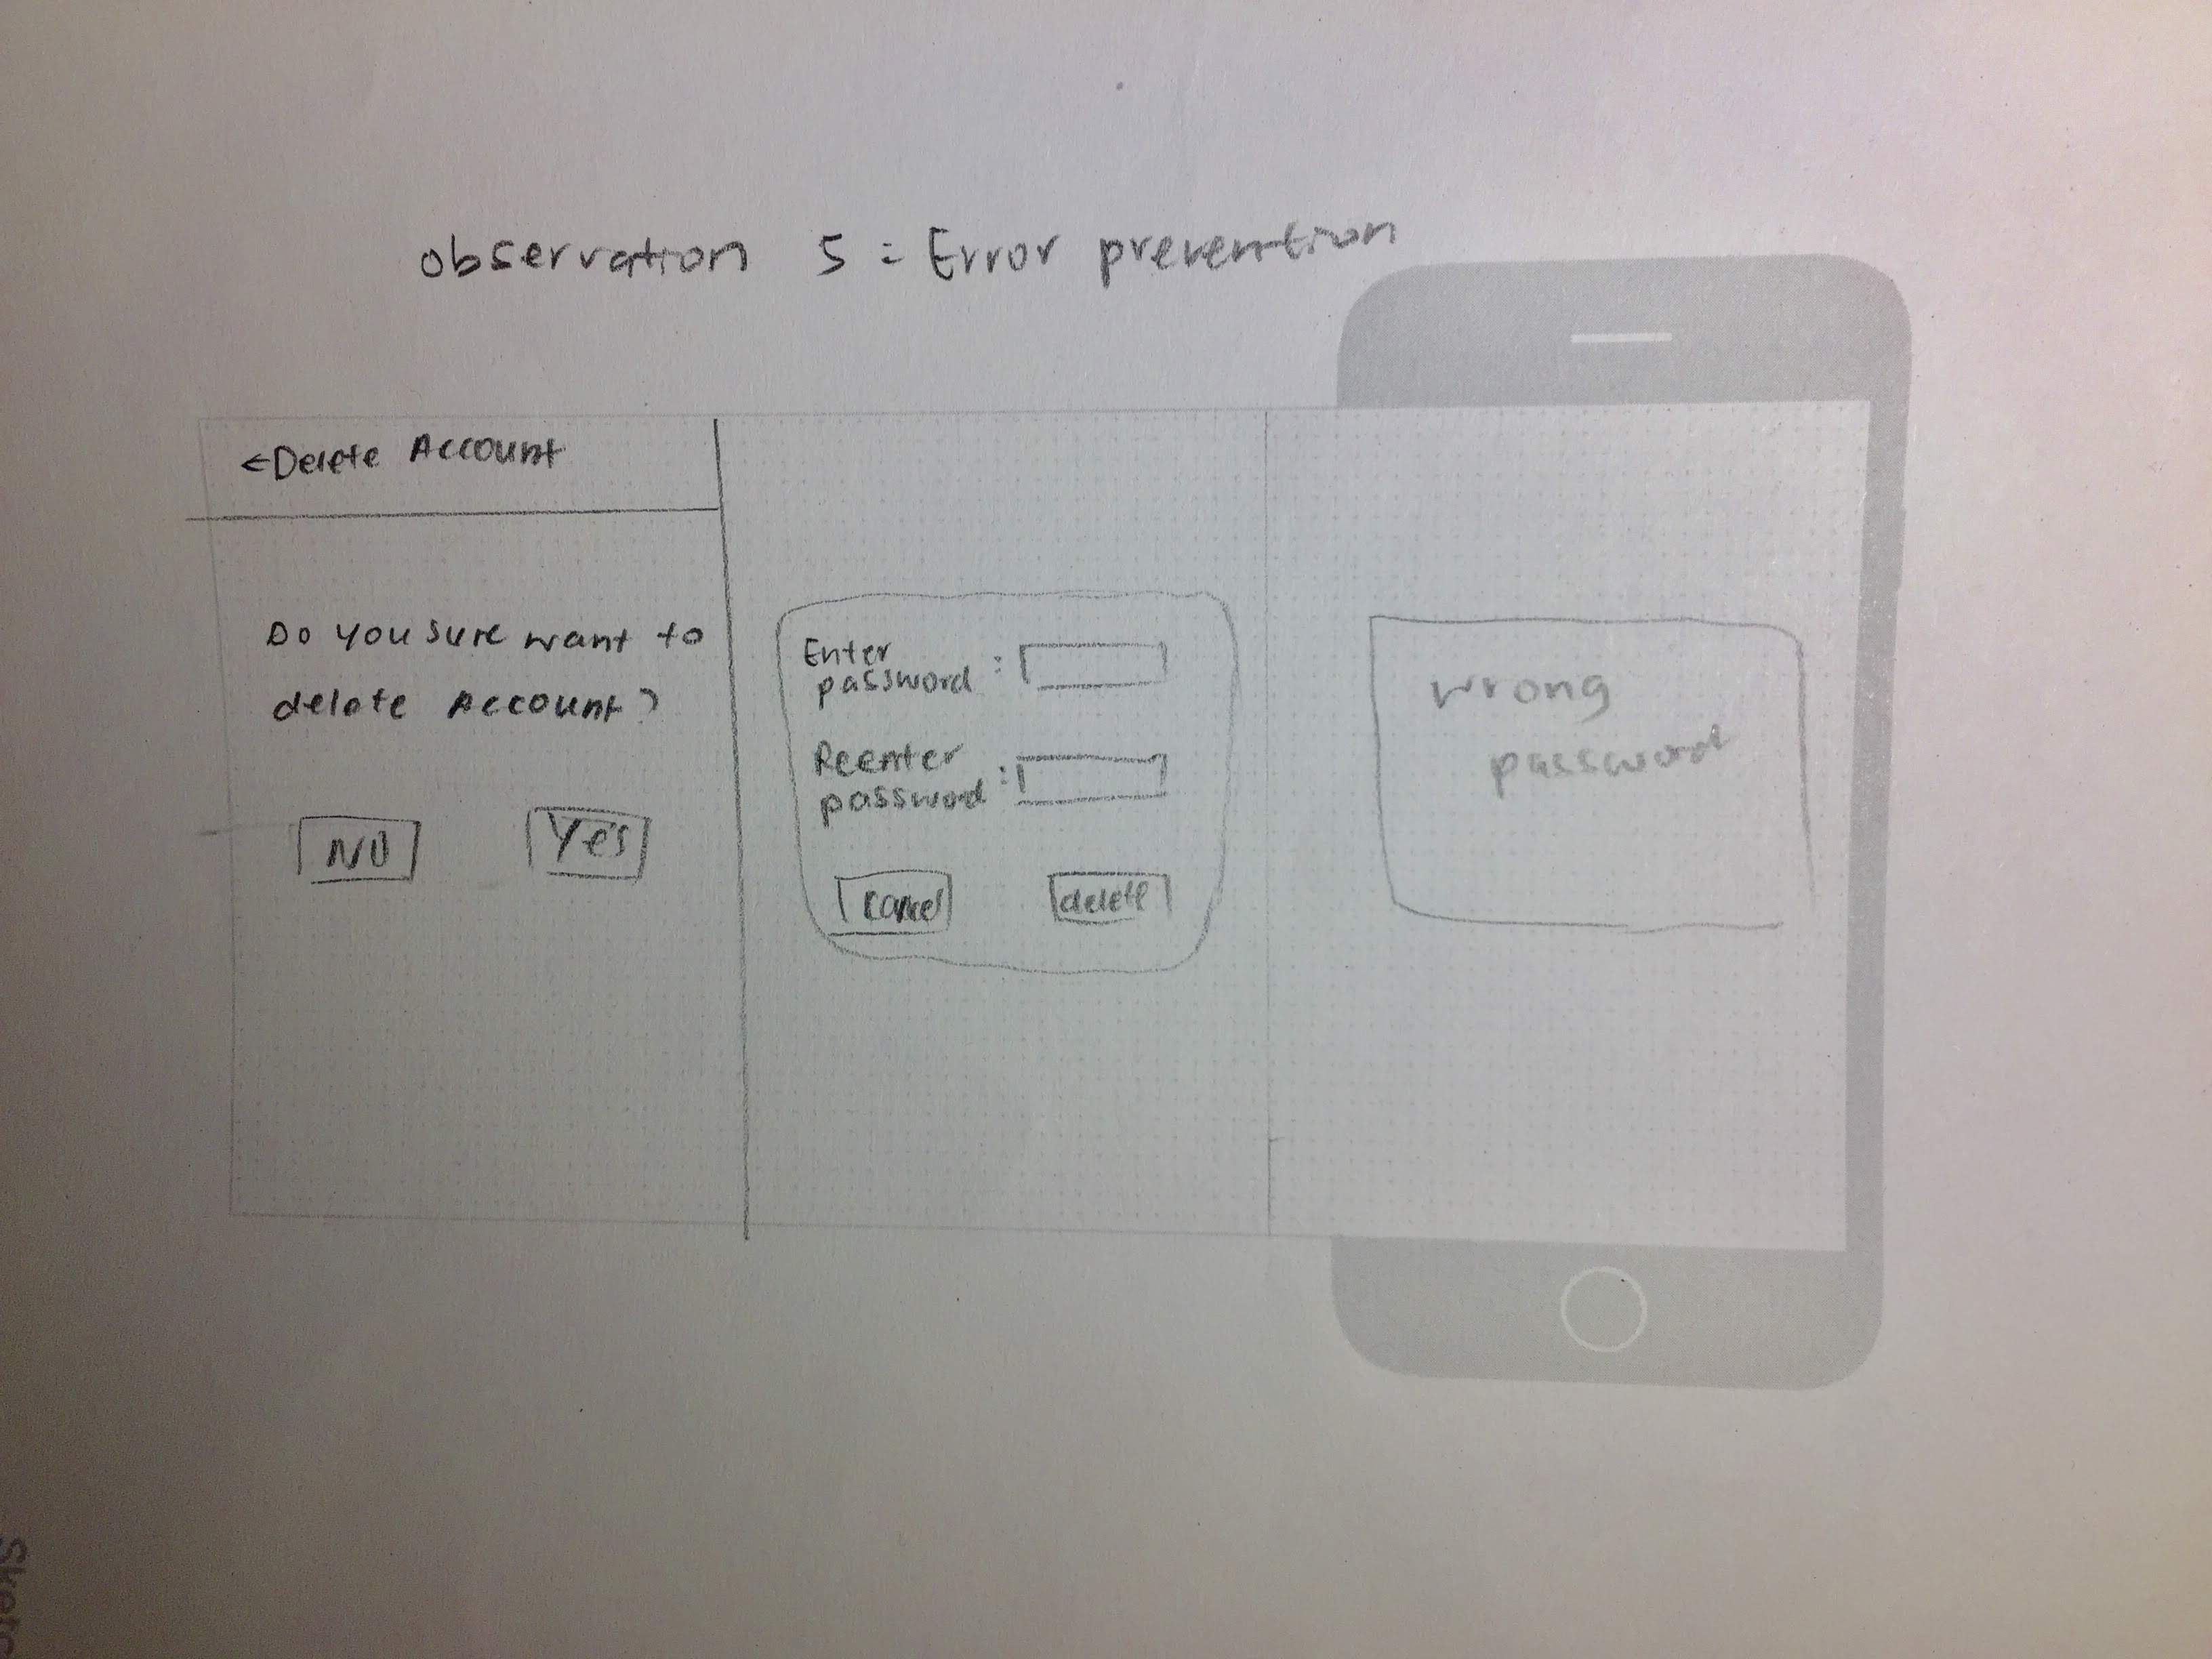 observation 5 : Error prevention
←Delete Account
Do you sure want to
delete Account?
No Yes
Enter
password :
Reenter
password :
cancel delete
wrong
password